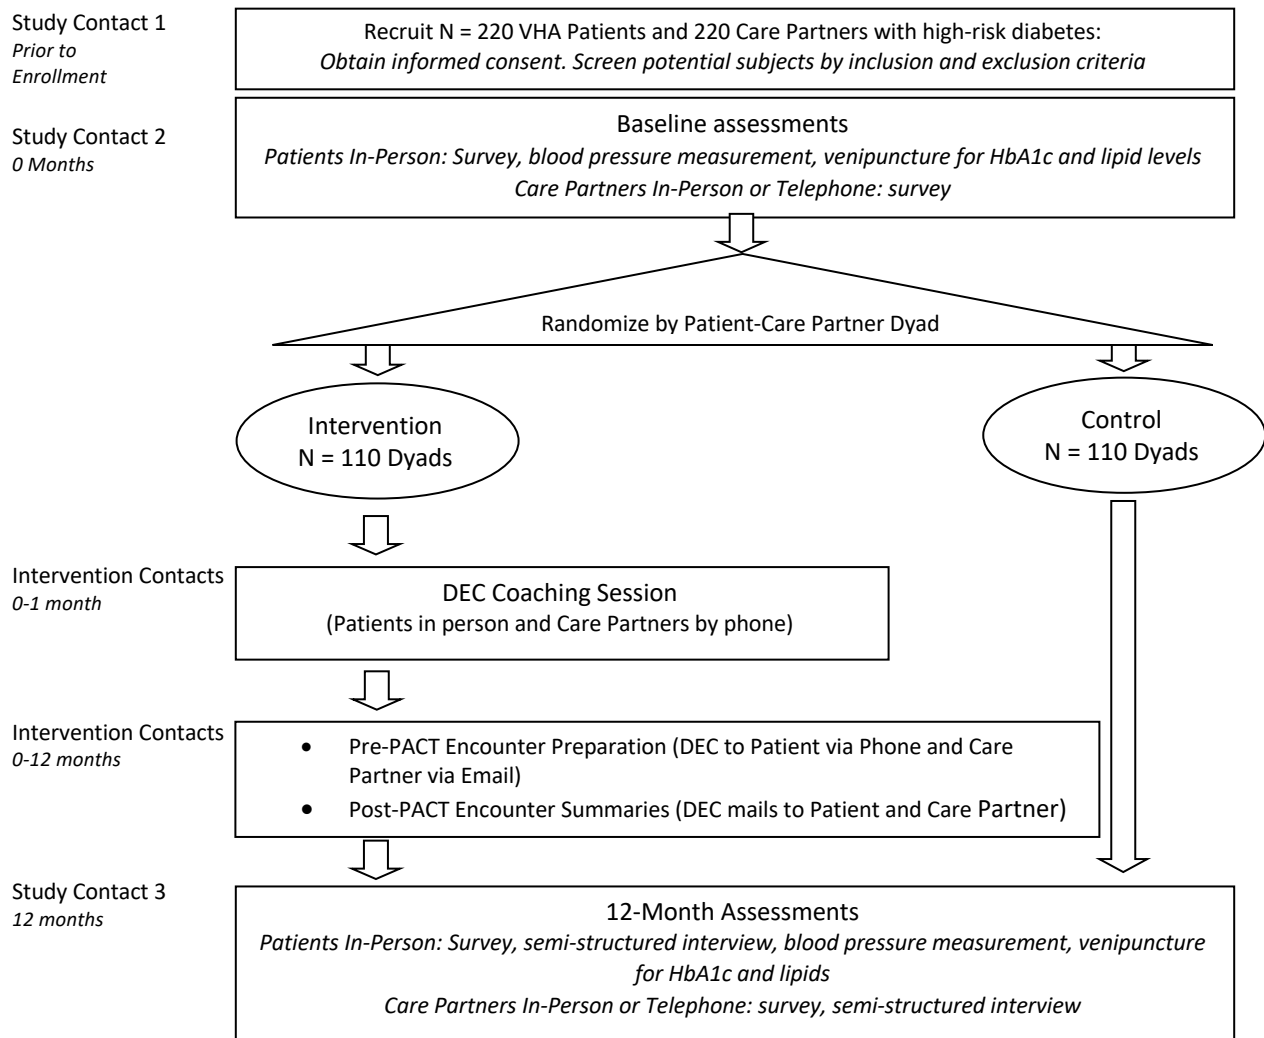 Study Contact 1
Prior to
Enrollment
Recruit N = 220 VHA Patients and 220 Care Partners with high-risk diabetes:
Obtain informed consent. Screen potential subjects by inclusion and exclusion criteria
Study Contact 2
0 Months
Baseline assessments
Patients In-Person: Survey, blood pressure measurement, venipuncture for HbA1c and lipid levels
Care Partners In-Person or Telephone: survey
Randomize by Patient-Care Partner Dyad
Intervention
N = 110 Dyads
Control
N = 110 Dyads
Intervention Contacts
0-1 month
DEC Coaching Session
(Patients in person and Care Partners by phone)
Intervention Contacts
0-12 months
• Pre-PACT Encounter Preparation (DEC to Patient via Phone and Care
Partner via Email)
• Post-PACT Encounter Summaries (DEC mails to Patient and Care Partner)
Study Contact 3
12 months
12-Month Assessments
Patients In-Person: Survey, semi-structured interview, blood pressure measurement, venipuncture
for HbA1c and lipids
Care Partners In-Person or Telephone: survey, semi-structured interview